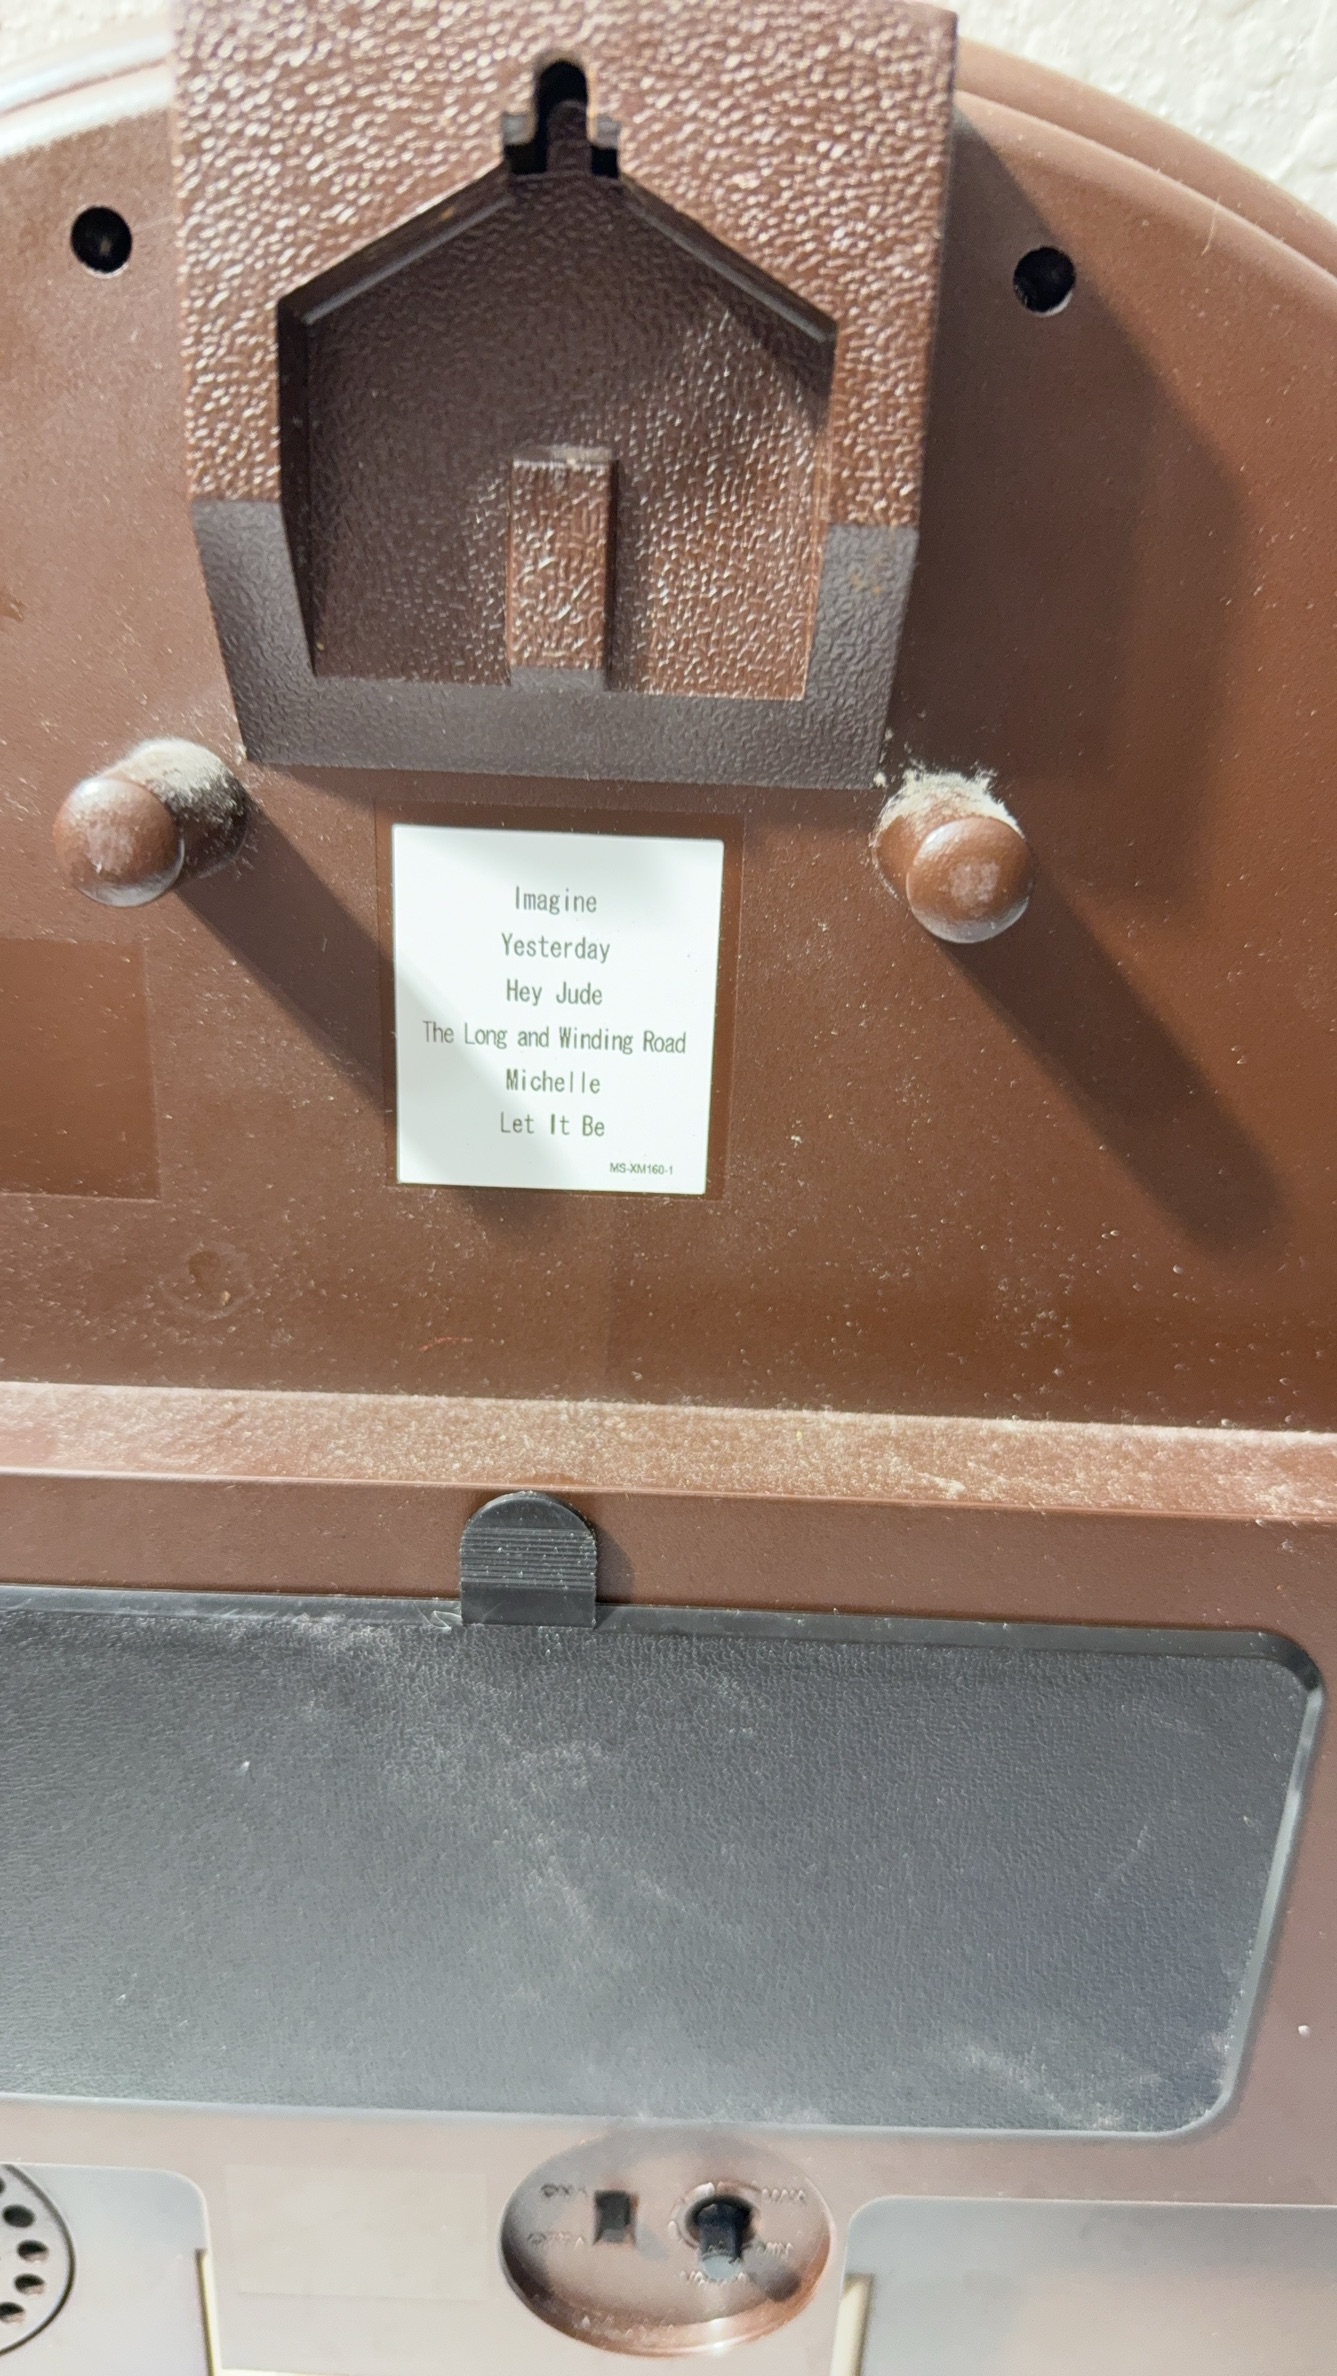 Imagine
Yesterday
Hey Jude
The Long and Winding Road
Michelle
Let It Be
MS-XM160-1